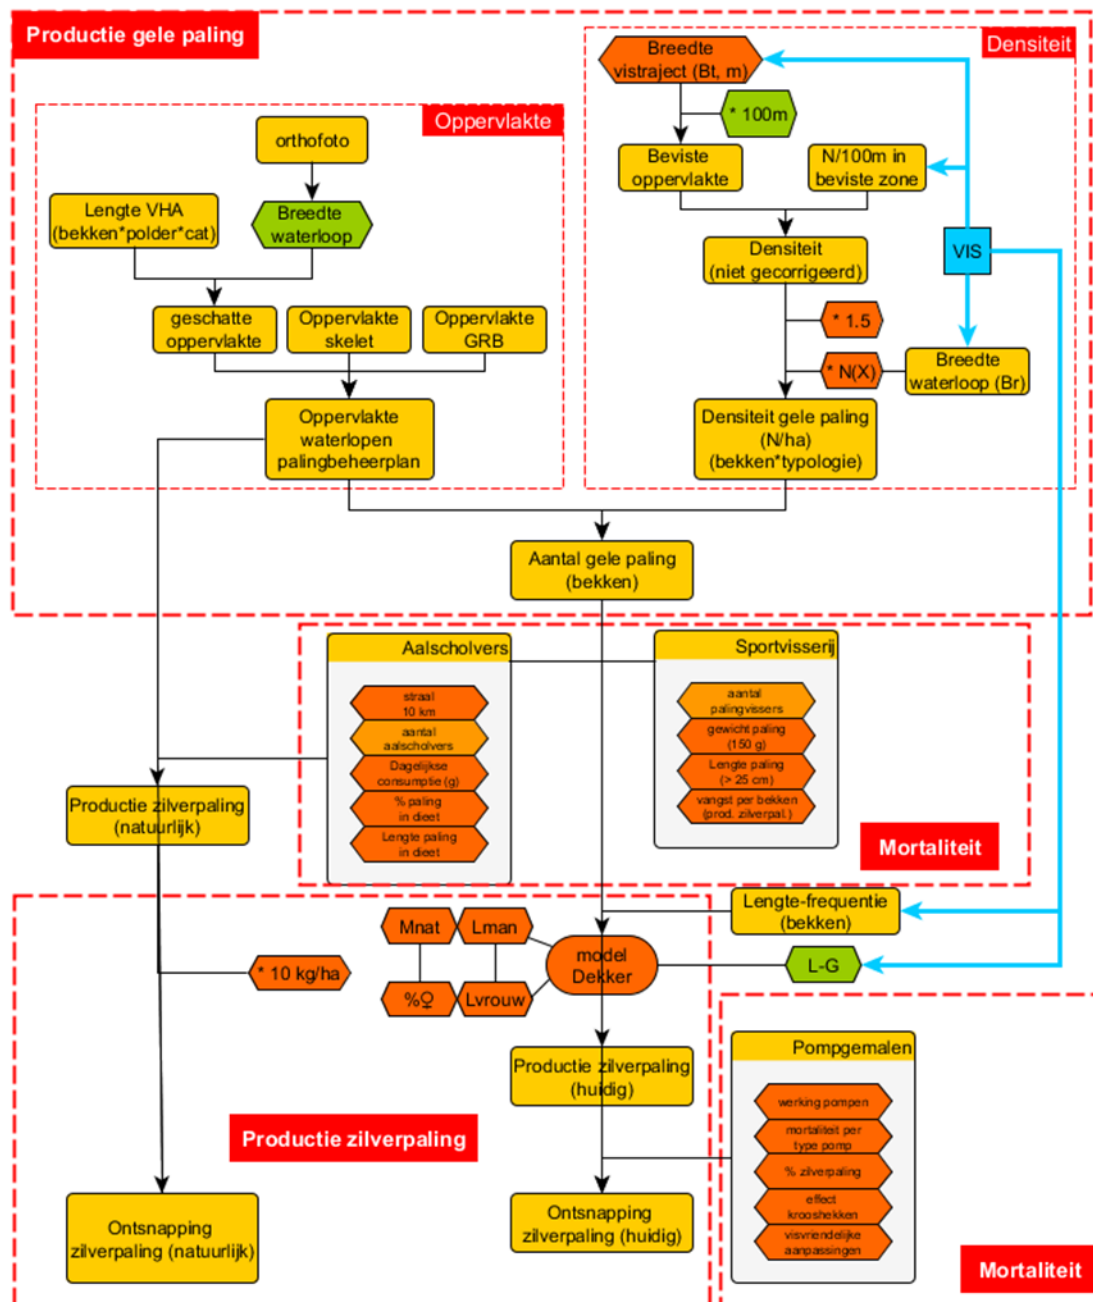 Productie gele paling
Densiteit
Breedte
vistraject (Bt, m)
* 100m
Oppervlakte
orthofoto
Beviste
oppervlakte
N/100m in
beviste zone
Lengte VHA
(bekken*polder*cat)
Breedte
waterloop
Densiteit
(niet gecorrigeerd)
VIS
geschatte
oppervlakte
Oppervlakte
skelet
Oppervlakte
GRB
* 1.5
* N(X)
Breedte
waterloop (Br)
Oppervlakte
waterlopen
palingbeheerplan
Densiteit gele paling
(N/ha)
(bekken*typologie)
Aantal gele paling
(bekken)
Aalscholvers
straal
10 km
aantal
aalscholvers
Dagelijkse
consumptie (g)
% paling
in dieet
Lengte paling
in dieet
Sportvisserij
aantal
palingvissers
gewicht paling
(150 g)
Lengte paling
(> 25 cm)
vangst per bekken
(prod. zilverpal.)
Mortaliteit
Productie zilverpaling
(natuurlijk)
Lengte-frequentie
(bekken)
Mnat
Lman
model
Dekker
L-G
* 10 kg/ha
%♀
Lvrouw
Productie zilverpaling
(huidig)
Pompgemalen
werking pompen
mortaliteit per
type pomp
% zilverpaling
effect
krooshekken
visvriendelijke
aanpassingen
Productie zilverpaling
Ontsnapping
zilverpaling (natuurlijk)
Ontsnapping
zilverpaling (huidig)
Mortaliteit